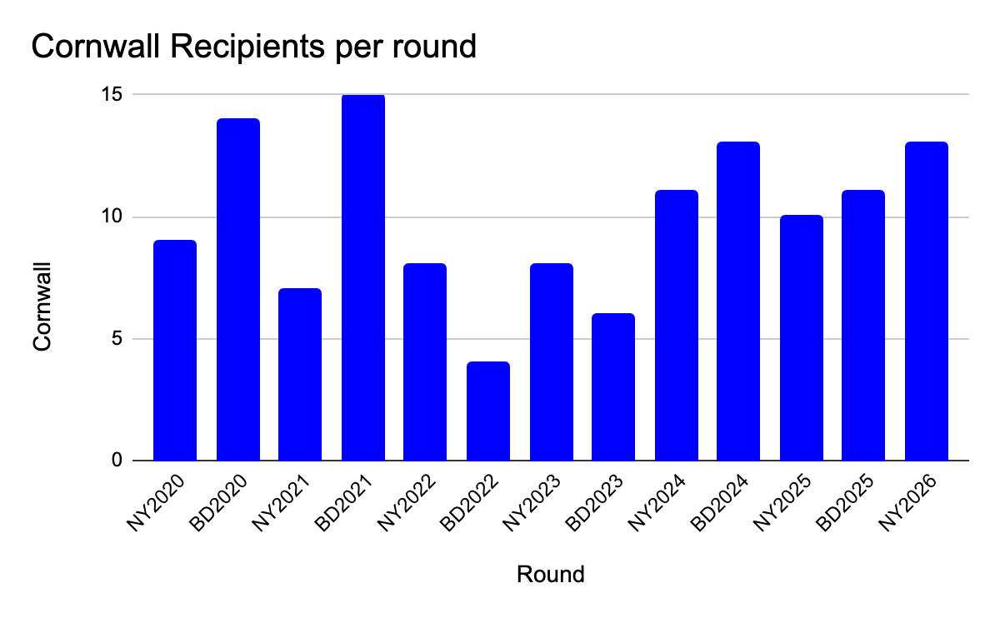 Cornwall Recipients per round
15
10
5
0
Cornwall
NY2020
BD2020
NY2021
BD2021
NY2022
BD2022
NY2023
BD2023
NY2024
BD2024
NY2025
BD2025
NY2026
Round